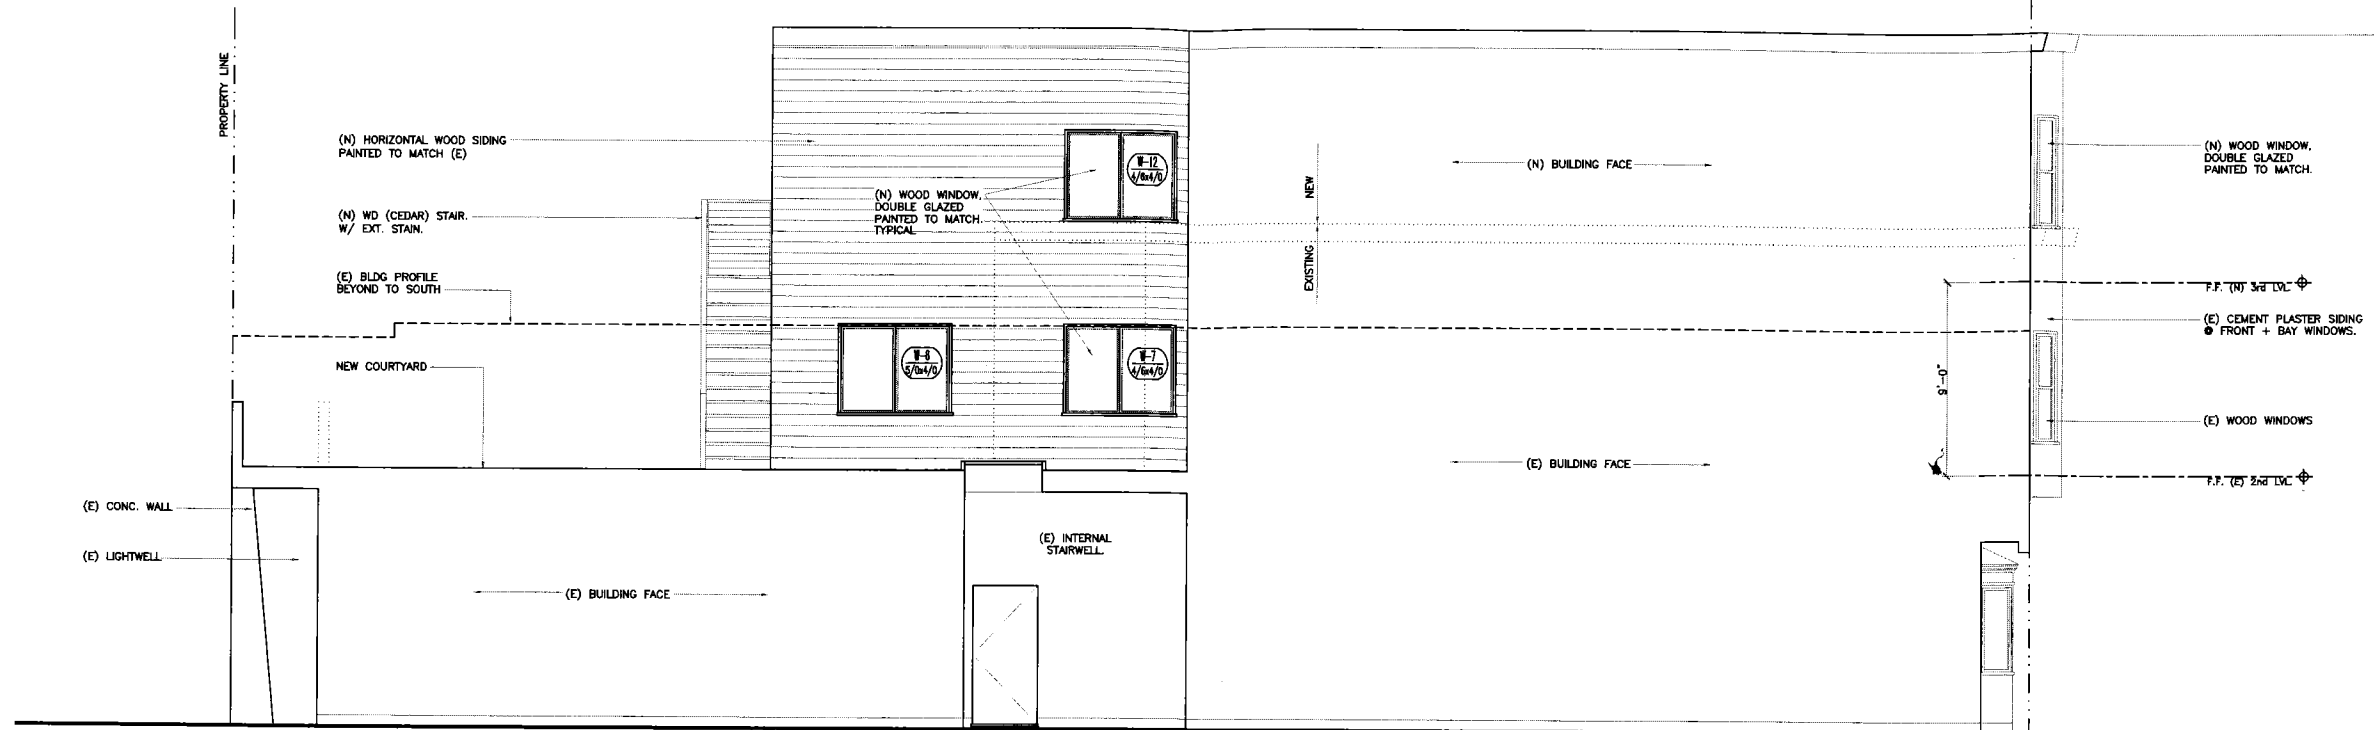 PROPERTY LINE
(N) HORIZONTAL WOOD SIDING
PAINTED TO MATCH (E)
(N) WD (CEDAR) STAIR.
W/ EXT. STAIN.
(E) BLDG PROFILE
BEYOND TO SOUTH
NEW COURTYARD
(E) CONC. WALL
(E) LIGHTWELL
(E) BUILDING FACE
(N) WOOD WINDOW,
DOUBLE GLAZED
PAINTED TO MATCH.
TYPICAL
W-12
4/6x4/0
W-6
5/0x4/0
W-7
4/6x4/0
(E) INTERNAL
STAIRWELL
NEW
EXISTING
(N) BUILDING FACE
(E) BUILDING FACE
9'-0"
(N) WOOD WINDOW,
DOUBLE GLAZED
PAINTED TO MATCH.
F.F. (N) 3rd LVL
(E) CEMENT PLASTER SIDING
@ FRONT + BAY WINDOWS.
(E) WOOD WINDOWS
F.F. (E) 2nd LVL